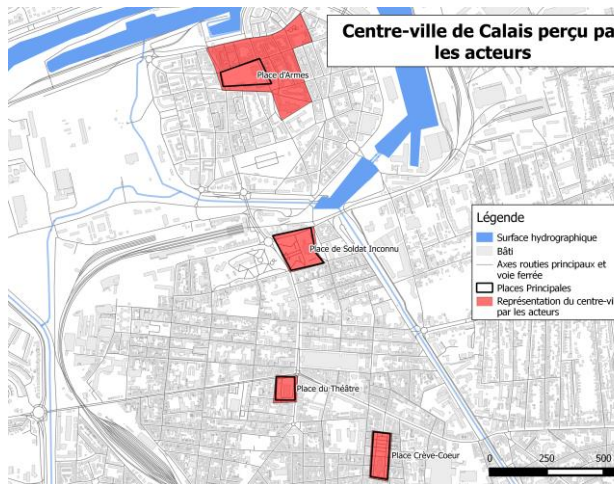 Centre-ville de Calais perçu pa
les acteurs
Place d'Armes
Place de Soldat Inconnu
Légende
Surface hydrographique
Bâti
Axes routies principaux et
voie ferrée
Places Principales
Représentation du centre-vi
par les acteurs
Place du Théâtre
Place Crève-Coeur
0 250 500